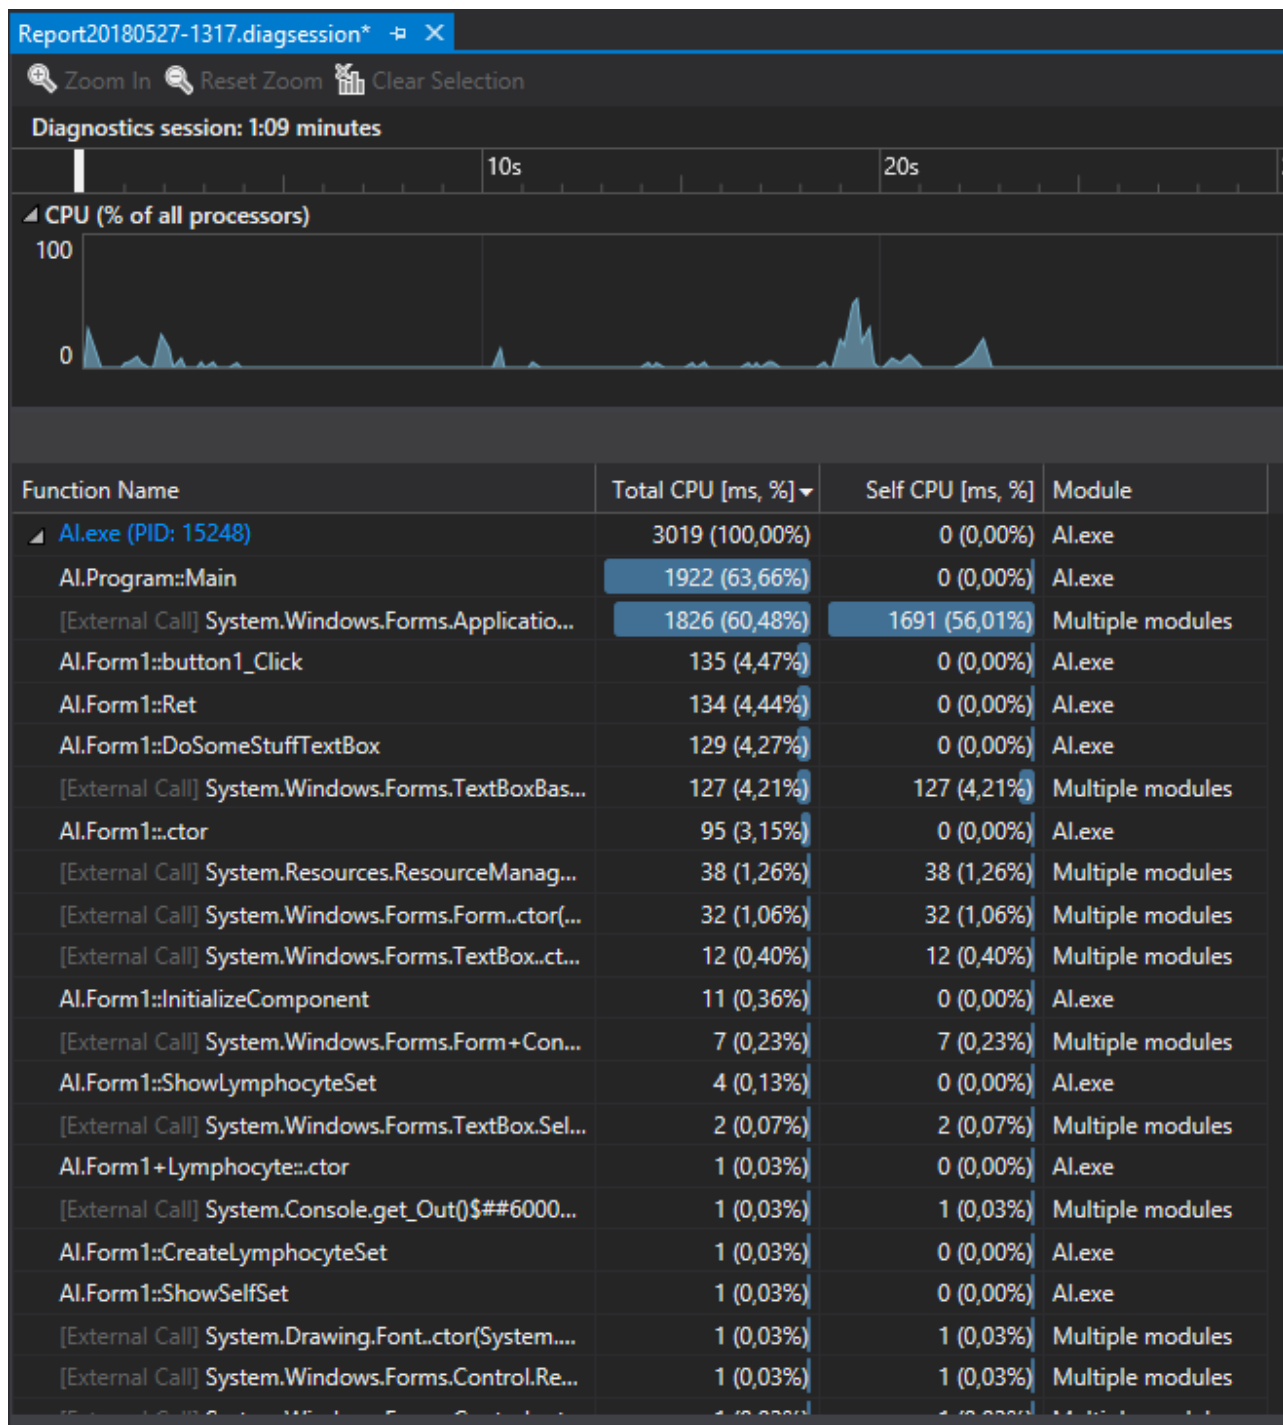 Report20180527-1317.diagsession*
Zoom In Reset Zoom Clear Selection
Diagnostics session: 1:09 minutes
10s 20s
CPU (% of all processors)
100
0
Function Name Total CPU [ms, %] Self CPU [ms, %] Module
AI.exe (PID: 15248) 3019 (100,00%) 0 (0,00%) AI.exe
AI.Program::Main 1922 (63,66%) 0 (0,00%) AI.exe
[External Call] System.Windows.Forms.Applicatio... 1826 (60,48%) 1691 (56,01%) Multiple modules
AI.Form1::button1_Click 135 (4,47%) 0 (0,00%) AI.exe
AI.Form1::Ret 134 (4,44%) 0 (0,00%) AI.exe
AI.Form1::DoSomeStuffTextBox 129 (4,27%) 0 (0,00%) AI.exe
[External Call] System.Windows.Forms.TextBoxBas... 127 (4,21%) 127 (4,21%) Multiple modules
AI.Form1::.ctor 95 (3,15%) 0 (0,00%) AI.exe
[External Call] System.Resources.ResourceManag... 38 (1,26%) 38 (1,26%) Multiple modules
[External Call] System.Windows.Forms.Form..ctor(... 32 (1,06%) 32 (1,06%) Multiple modules
[External Call] System.Windows.Forms.TextBox..ct... 12 (0,40%) 12 (0,40%) Multiple modules
AI.Form1::InitializeComponent 11 (0,36%) 0 (0,00%) AI.exe
[External Call] System.Windows.Forms.Form+Con... 7 (0,23%) 7 (0,23%) Multiple modules
AI.Form1::ShowLymphocyteSet 4 (0,13%) 0 (0,00%) AI.exe
[External Call] System.Windows.Forms.TextBox.Sel... 2 (0,07%) 2 (0,07%) Multiple modules
AI.Form1+Lymphocyte::.ctor 1 (0,03%) 0 (0,00%) AI.exe
[External Call] System.Console.get_Out()$##6000... 1 (0,03%) 1 (0,03%) Multiple modules
AI.Form1::CreateLymphocyteSet 1 (0,03%) 0 (0,00%) AI.exe
AI.Form1::ShowSelfSet 1 (0,03%) 0 (0,00%) AI.exe
[External Call] System.Drawing.Font..ctor(System.... 1 (0,03%) 1 (0,03%) Multiple modules
[External Call] System.Windows.Forms.Control.Re... 1 (0,03%) 1 (0,03%) Multiple modules